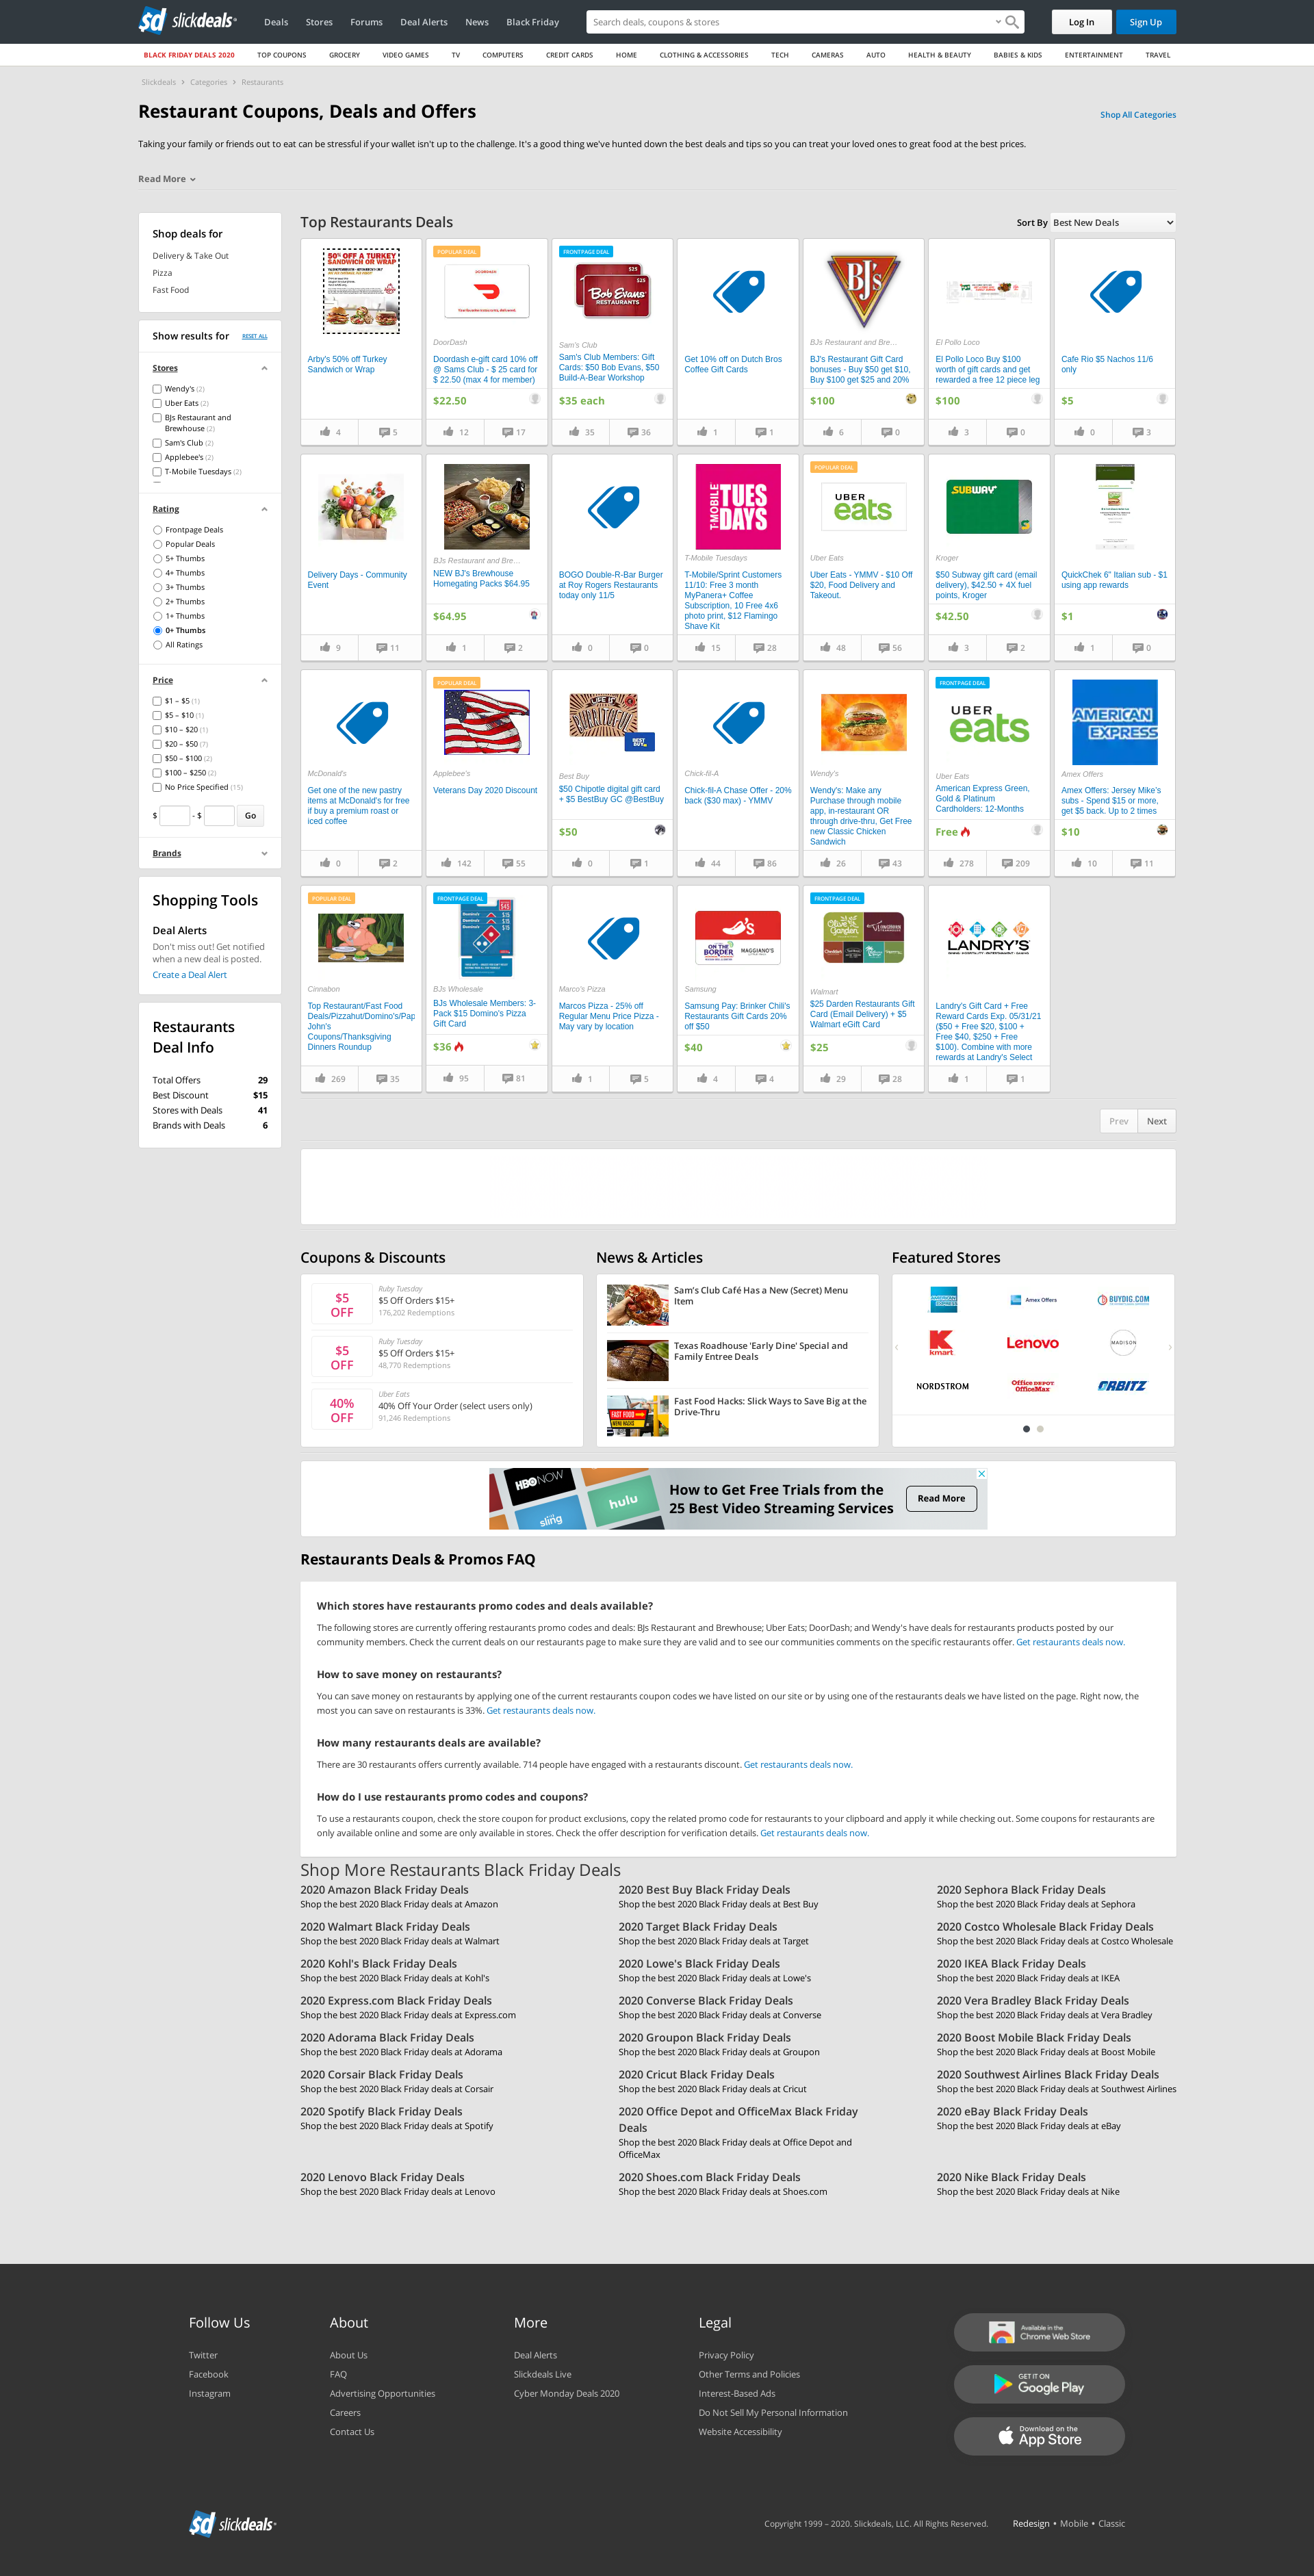 slickdeals
Deals
Stores
Forums
Deal Alerts
News
Black Friday
Search deals, coupons & stores
Log In
Sign Up
BLACK FRIDAY DEALS 2020
TOP COUPONS
GROCERY
VIDEO GAMES
TV
COMPUTERS
CREDIT CARDS
HOME
CLOTHING & ACCESSORIES
TECH
CAMERAS
AUTO
HEALTH & BEAUTY
BABIES & KIDS
ENTERTAINMENT
TRAVEL
Slickdeals › Categories › Restaurants
Restaurant Coupons, Deals and Offers
Shop All Categories
Taking your family or friends out to eat can be stressful if your wallet isn't up to the challenge. It's a good thing we've hunted down the best deals and tips so you can treat your loved ones to great food at the best prices.
Read More
Shop deals for
Delivery & Take Out
Pizza
Fast Food
Show results for
RESET ALL
Stores
Wendy's (2)
Uber Eats (2)
BJs Restaurant and
Brewhouse (2)
Sam's Club (2)
Applebee's (2)
T-Mobile Tuesdays (2)
Rating
Frontpage Deals
Popular Deals
5+ Thumbs
4+ Thumbs
3+ Thumbs
2+ Thumbs
1+ Thumbs
0+ Thumbs
All Ratings
Price
$1 – $5 (1)
$5 – $10 (1)
$10 – $20 (1)
$20 – $50 (7)
$50 – $100 (2)
$100 – $250 (2)
No Price Specified (15)
$ - $ Go
Brands
Shopping Tools
Deal Alerts
Don't miss out! Get notified
when a new deal is posted.
Create a Deal Alert
Restaurants
Deal Info
Total Offers 29
Best Discount $15
Stores with Deals 41
Brands with Deals 6
Top Restaurants Deals
Sort By Best New Deals
50% OFF A TURKEY
SANDWICH OR WRAP
Arby's 50% off Turkey
Sandwich or Wrap
4 5
POPULAR DEAL
DOORDASH
DoorDash
Doordash e-gift card 10% off
@ Sams Club - $ 25 card for
$ 22.50 (max 4 for member)
$22.50
12 17
FRONTPAGE DEAL
$25
$25
Bob Evans
RESTAURANTS
Sam's Club
Sam's Club Members: Gift
Cards: $50 Bob Evans, $50
Build-A-Bear Workshop
$35 each
35 36
Get 10% off on Dutch Bros
Coffee Gift Cards
1 1
BJ's
BJs Restaurant and Bre...
BJ's Restaurant Gift Card
bonuses - Buy $50 get $10,
Buy $100 get $25 and 20%
$100
6 0
El Pollo Loco
El Pollo Loco Buy $100
worth of gift cards and get
rewarded a free 12 piece leg
$100
3 0
Cafe Rio $5 Nachos 11/6
only
$5
0 3
Delivery Days - Community
Event
9 11
BJs Restaurant and Bre...
NEW BJ's Brewhouse
Homegating Packs $64.95
$64.95
1 2
BOGO Double-R-Bar Burger
at Roy Rogers Restaurants
today only 11/5
0 0
T-MOBILE
TUES
DAYS
T-Mobile Tuesdays
T-Mobile/Sprint Customers
11/10: Free 3 month
MyPanera+ Coffee
Subscription, 10 Free 4x6
photo print, $12 Flamingo
Shave Kit
15 28
POPULAR DEAL
UBER
eats
Uber Eats
Uber Eats - YMMV - $10 Off
$20, Food Delivery and
Takeout.
48 56
SUBWAY
Kroger
$50 Subway gift card (email
delivery), $42.50 + 4X fuel
points, Kroger
$42.50
3 2
QuickChek 6" Italian sub - $1
using app rewards
$1
1 0
McDonald's
Get one of the new pastry
items at McDonald's for free
if buy a premium roast or
iced coffee
0 2
POPULAR DEAL
Applebee's
Veterans Day 2020 Discount
142 55
LIFE IS
BURRITOFUL
BEST
BUY
Best Buy
$50 Chipotle digital gift card
+ $5 BestBuy GC @BestBuy
$50
0 1
Chick-fil-A
Chick-fil-A Chase Offer - 20%
back ($30 max) - YMMV
44 86
Wendy's
Wendy's: Make any
Purchase through mobile
app, in-restaurant OR
through drive-thru, Get Free
new Classic Chicken
Sandwich
26 43
FRONTPAGE DEAL
UBER
eats
Uber Eats
American Express Green,
Gold & Platinum
Cardholders: 12-Months
Free
278 209
AMERICAN
EXPRESS
Amex Offers
Amex Offers: Jersey Mike's
subs - Spend $15 or more,
get $5 back. Up to 2 times
$10
10 11
POPULAR DEAL
Cinnabon
Top Restaurant/Fast Food
Deals/Pizzahut/Domino's/Pap
John's
Coupons/Thanksgiving
Dinners Roundup
269 35
FRONTPAGE DEAL
$45
Domino's $15
Domino's $15
Domino's $15
BJs Wholesale
BJs Wholesale Members: 3-
Pack $15 Domino's Pizza
Gift Card
$36
95 81
Marco's Pizza
Marcos Pizza - 25% off
Regular Menu Price Pizza -
May vary by location
1 5
ON THE
BORDER
MAGGIANO'S
Samsung
Samsung Pay: Brinker Chili's
Restaurants Gift Cards 20%
off $50
$40
4 4
FRONTPAGE DEAL
Olive
Garden
Walmart
$25 Darden Restaurants Gift
Card (Email Delivery) + $5
Walmart eGift Card
$25
29 28
LANDRY'S
Landry's Gift Card + Free
Reward Cards Exp. 05/31/21
($50 + Free $20, $100 +
Free $40, $250 + Free
$100). Combine with more
rewards at Landry's Select
1 1
Prev Next
Coupons & Discounts
$5
OFF
Ruby Tuesday
$5 Off Orders $15+
176,202 Redemptions
$5
OFF
Ruby Tuesday
$5 Off Orders $15+
48,770 Redemptions
40%
OFF
Uber Eats
40% Off Your Order (select users only)
91,246 Redemptions
News & Articles
Sam's Club Café Has a New (Secret) Menu
Item
Texas Roadhouse 'Early Dine' Special and
Family Entree Deals
FAST FOOD
MENU HACKS
Fast Food Hacks: Slick Ways to Save Big at the
Drive-Thru
Featured Stores
AMERICAN EXPRESS
Amex Offers
BUYDIG.COM
kmart
Lenovo
MADISON
NORDSTROM
Office DEPOT
OfficeMax
ORBITZ
HBO NOW
sling
hulu
How to Get Free Trials from the
25 Best Video Streaming Services
Read More
Restaurants Deals & Promos FAQ
Which stores have restaurants promo codes and deals available?
The following stores are currently offering restaurants promo codes and deals: BJs Restaurant and Brewhouse; Uber Eats; DoorDash; and Wendy's have deals for restaurants products posted by our
community members. Check the current deals on our restaurants page to make sure they are valid and to see our communities comments on the specific restaurants offer. Get restaurants deals now.
How to save money on restaurants?
You can save money on restaurants by applying one of the current restaurants coupon codes we have listed on our site or by using one of the restaurants deals we have listed on the page. Right now, the
most you can save on restaurants is 33%. Get restaurants deals now.
How many restaurants deals are available?
There are 30 restaurants offers currently available. 714 people have engaged with a restaurants discount. Get restaurants deals now.
How do I use restaurants promo codes and coupons?
To use a restaurants coupon, check the store coupon for product exclusions, copy the related promo code for restaurants to your clipboard and apply it while checking out. Some coupons for restaurants are
only available online and some are only available in stores. Check the offer description for verification details. Get restaurants deals now.
Shop More Restaurants Black Friday Deals
2020 Amazon Black Friday Deals
Shop the best 2020 Black Friday deals at Amazon
2020 Best Buy Black Friday Deals
Shop the best 2020 Black Friday deals at Best Buy
2020 Sephora Black Friday Deals
Shop the best 2020 Black Friday deals at Sephora
2020 Walmart Black Friday Deals
Shop the best 2020 Black Friday deals at Walmart
2020 Target Black Friday Deals
Shop the best 2020 Black Friday deals at Target
2020 Costco Wholesale Black Friday Deals
Shop the best 2020 Black Friday deals at Costco Wholesale
2020 Kohl's Black Friday Deals
Shop the best 2020 Black Friday deals at Kohl's
2020 Lowe's Black Friday Deals
Shop the best 2020 Black Friday deals at Lowe's
2020 IKEA Black Friday Deals
Shop the best 2020 Black Friday deals at IKEA
2020 Express.com Black Friday Deals
Shop the best 2020 Black Friday deals at Express.com
2020 Converse Black Friday Deals
Shop the best 2020 Black Friday deals at Converse
2020 Vera Bradley Black Friday Deals
Shop the best 2020 Black Friday deals at Vera Bradley
2020 Adorama Black Friday Deals
Shop the best 2020 Black Friday deals at Adorama
2020 Groupon Black Friday Deals
Shop the best 2020 Black Friday deals at Groupon
2020 Boost Mobile Black Friday Deals
Shop the best 2020 Black Friday deals at Boost Mobile
2020 Corsair Black Friday Deals
Shop the best 2020 Black Friday deals at Corsair
2020 Cricut Black Friday Deals
Shop the best 2020 Black Friday deals at Cricut
2020 Southwest Airlines Black Friday Deals
Shop the best 2020 Black Friday deals at Southwest Airlines
2020 Spotify Black Friday Deals
Shop the best 2020 Black Friday deals at Spotify
2020 Office Depot and OfficeMax Black Friday
Deals
Shop the best 2020 Black Friday deals at Office Depot and
OfficeMax
2020 eBay Black Friday Deals
Shop the best 2020 Black Friday deals at eBay
2020 Lenovo Black Friday Deals
Shop the best 2020 Black Friday deals at Lenovo
2020 Shoes.com Black Friday Deals
Shop the best 2020 Black Friday deals at Shoes.com
2020 Nike Black Friday Deals
Shop the best 2020 Black Friday deals at Nike
Follow Us
Twitter
Facebook
Instagram
About
About Us
FAQ
Advertising Opportunities
Careers
Contact Us
More
Deal Alerts
Slickdeals Live
Cyber Monday Deals 2020
Legal
Privacy Policy
Other Terms and Policies
Interest-Based Ads
Do Not Sell My Personal Information
Website Accessibility
Available in the
Chrome Web Store
GET IT ON
Google Play
Download on the
App Store
slickdeals
Copyright 1999 – 2020. Slickdeals, LLC. All Rights Reserved.
Redesign • Mobile • Classic